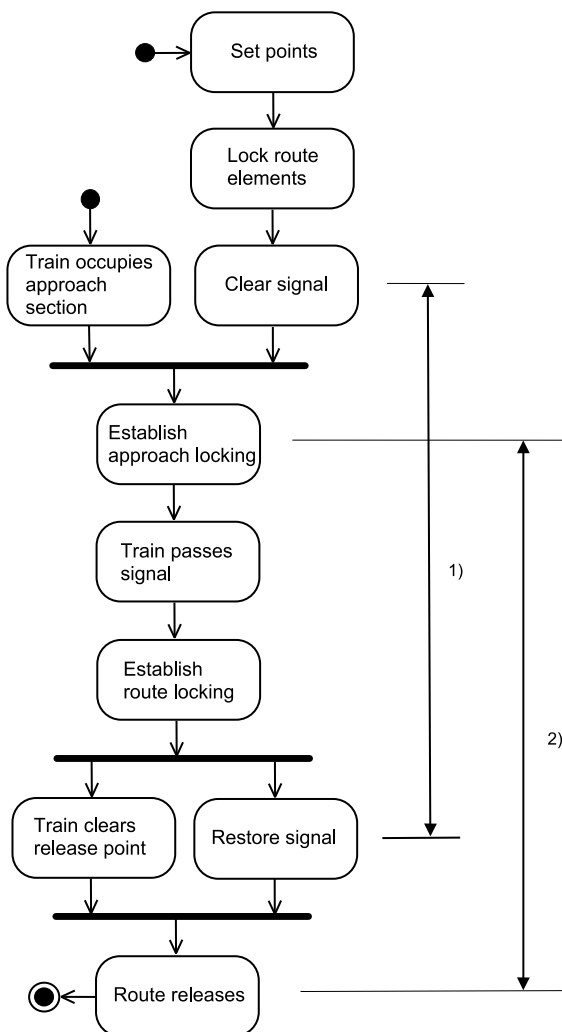 Set points
Lock route
elements
Train occupies
approach
section
Clear signal
Establish
approach locking
Train passes
signal
1)
Establish
route locking
2)
Train clears
release point
Restore signal
Route releases